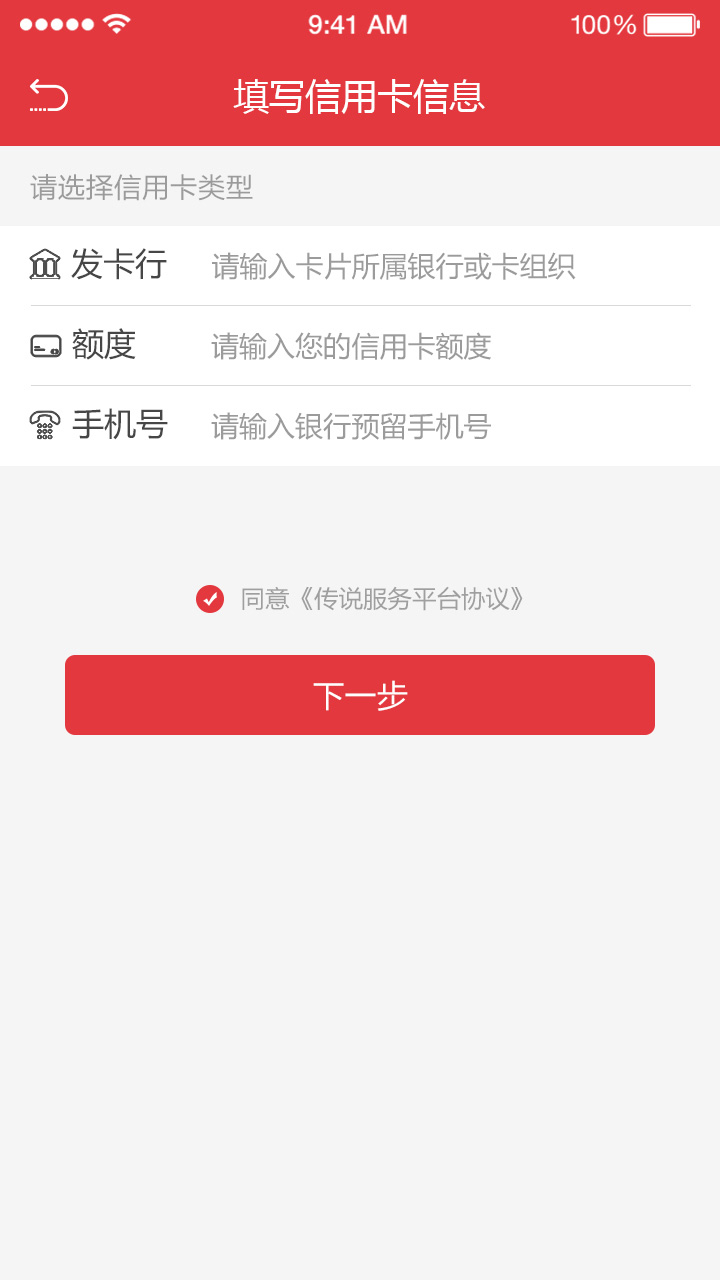 9:41 AM 100%
填写信用卡信息
请选择信用卡类型
发卡行 请输入卡片所属银行或卡组织
额度 请输入您的信用卡额度
手机号 请输入银行预留手机号
同意《传说服务平台协议》
下一步